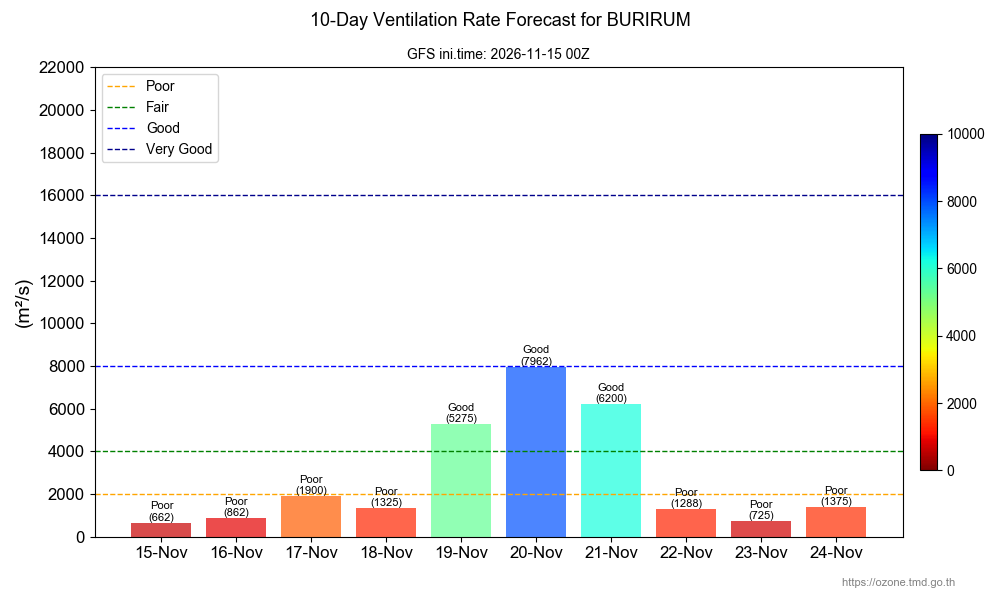 10-Day Ventilation Rate Forecast for BURIRUM
GFS ini.time: 2026-11-15 00Z
22000
20000
18000
16000
14000
12000
10000
8000
6000
4000
2000
0
(m²/s)
Poor
Fair
Good
Very Good
Poor
(662)
Poor
(862)
Poor
(1900)
Poor
(1325)
Good
(5275)
Good
(7962)
Good
(6200)
Poor
(1288)
Poor
(725)
Poor
(1375)
15-Nov 16-Nov 17-Nov 18-Nov 19-Nov 20-Nov 21-Nov 22-Nov 23-Nov 24-Nov
10000
8000
6000
4000
2000
0
https://ozone.tmd.go.th